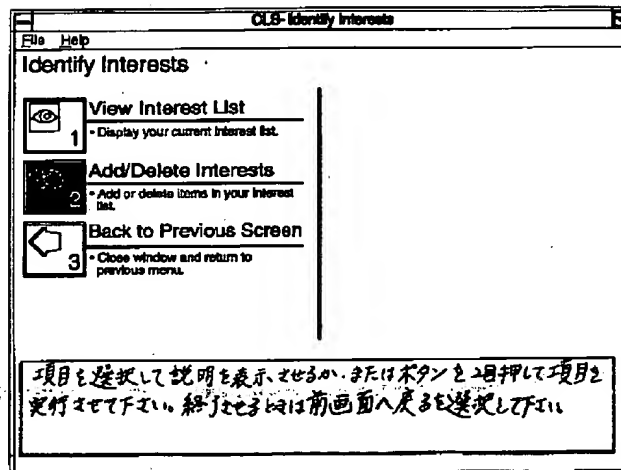 CLS-Identify Interests
File Help
Identify Interests
View Interest List
1
• Display your current interest list.
Add/Delete Interests
2
• Add or delete items in your interest
list.
Back to Previous Screen
3
• Close window and return to
previous menu.
項目を選択して説明を表示させるか、またはボタンを2回押して項目を
実行させて下さい。終了させるときは前画面へ戻るを選択して下さい